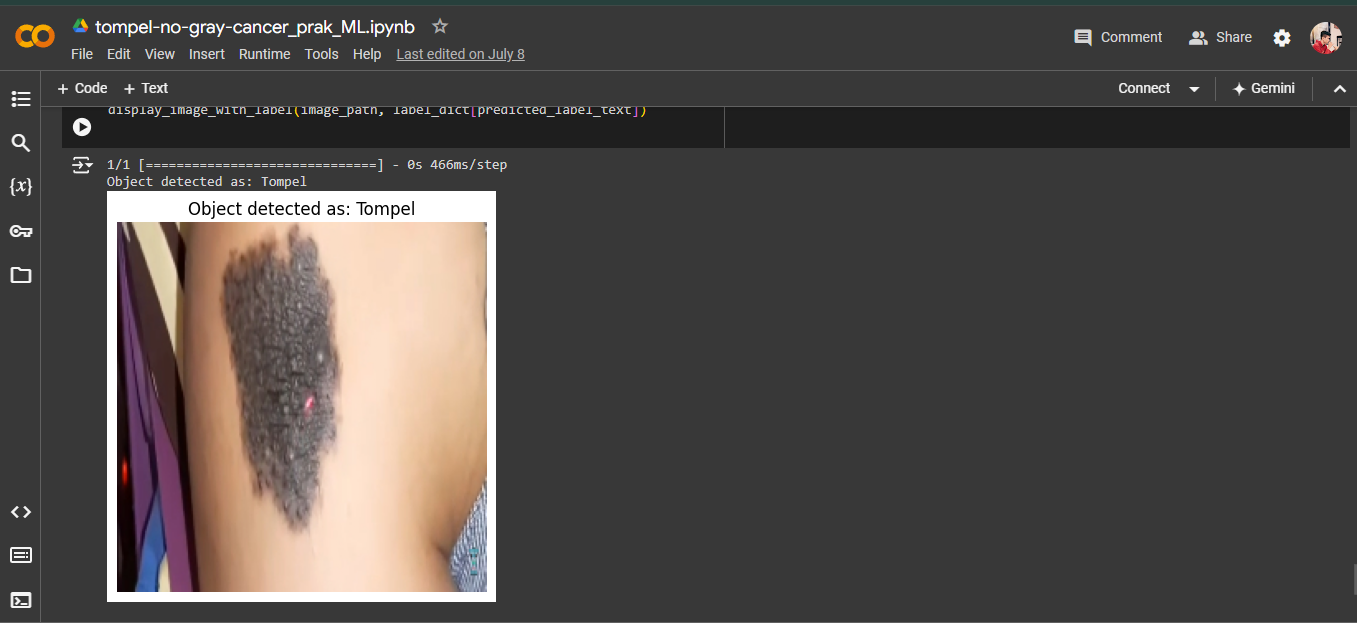 tompel-no-gray-cancer_prak_ML.ipynb
File Edit View Insert Runtime Tools Help Last edited on July 8
Comment Share
+ Code + Text Connect Gemini
display_image_with_label(image_path, label_dict[predicted_label_text])
1/1 [==============================] - 0s 466ms/step
Object detected as: Tompel
Object detected as: Tompel
{x}